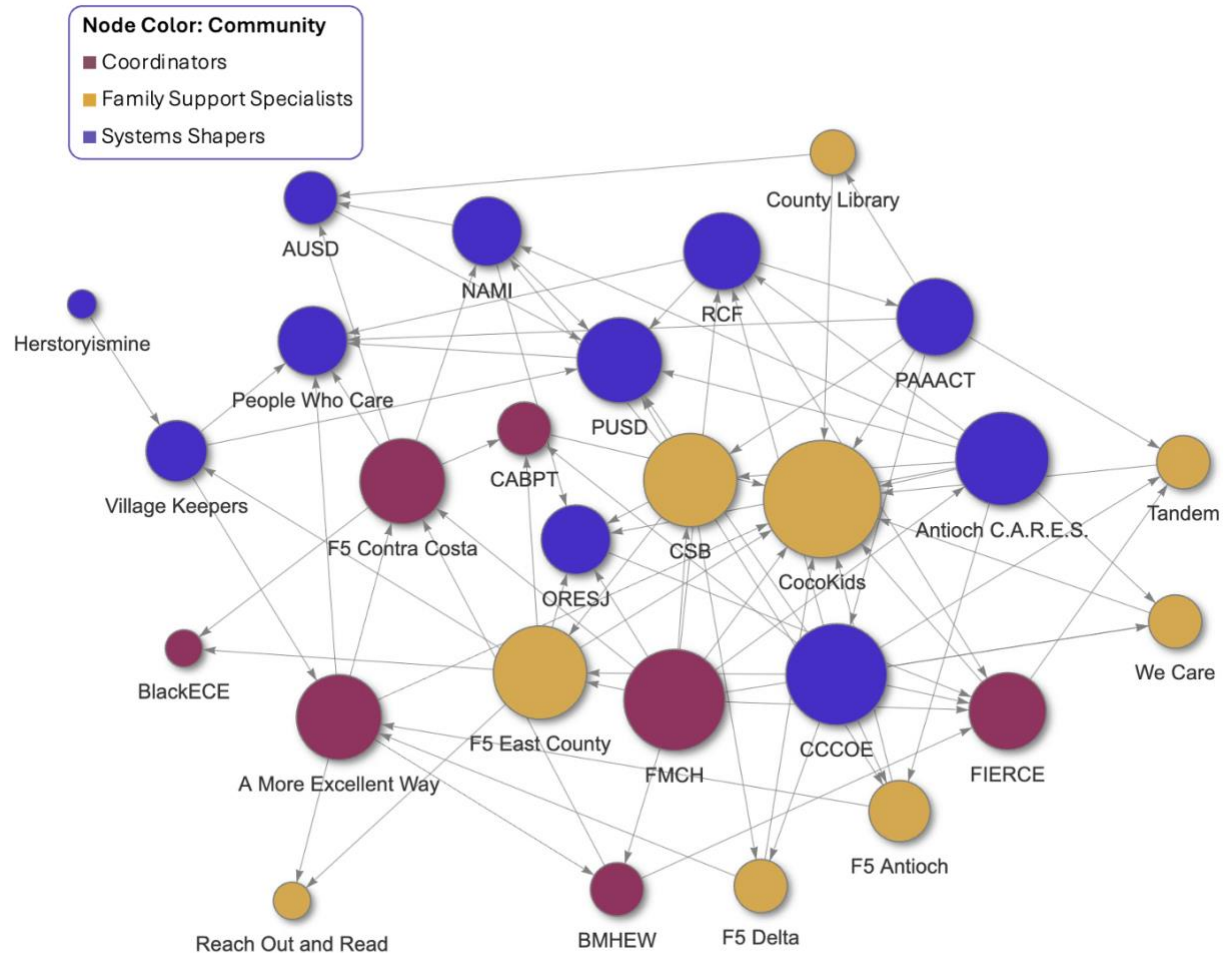 Node Color: Community
Coordinators
Family Support Specialists
Systems Shapers
County Library
AUSD
NAMI
RCF
Herstoryismine
PAAACT
People Who Care
PUSD
CABPT
Village Keepers
Tandem
Antioch C.A.R.E.S.
F5 Contra Costa
CSB
CocoKids
ORESJ
We Care
BlackECE
F5 East County
CCCOE
FMCH
FIERCE
A More Excellent Way
F5 Antioch
F5 Delta
BMHEW
Reach Out and Read